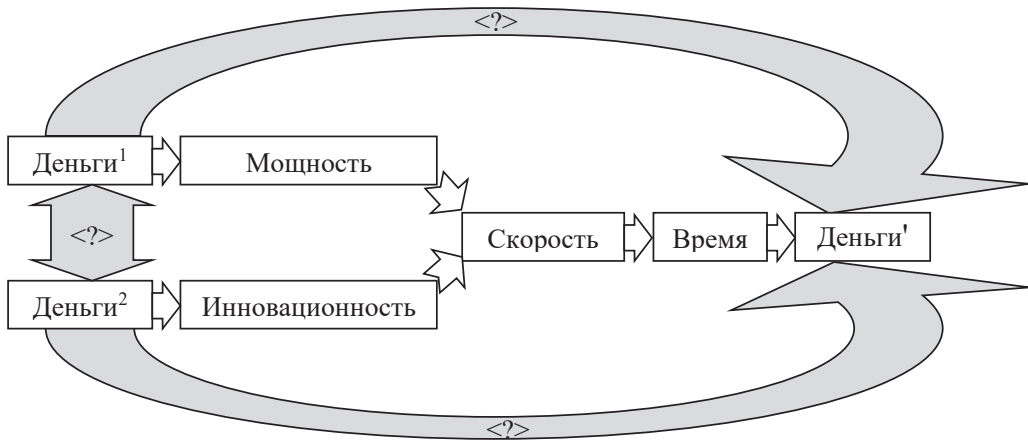 <?>
Деньги¹
Мощность
<?>
Скорость
Время
Деньги'
Деньги²
Инновационность
<?>